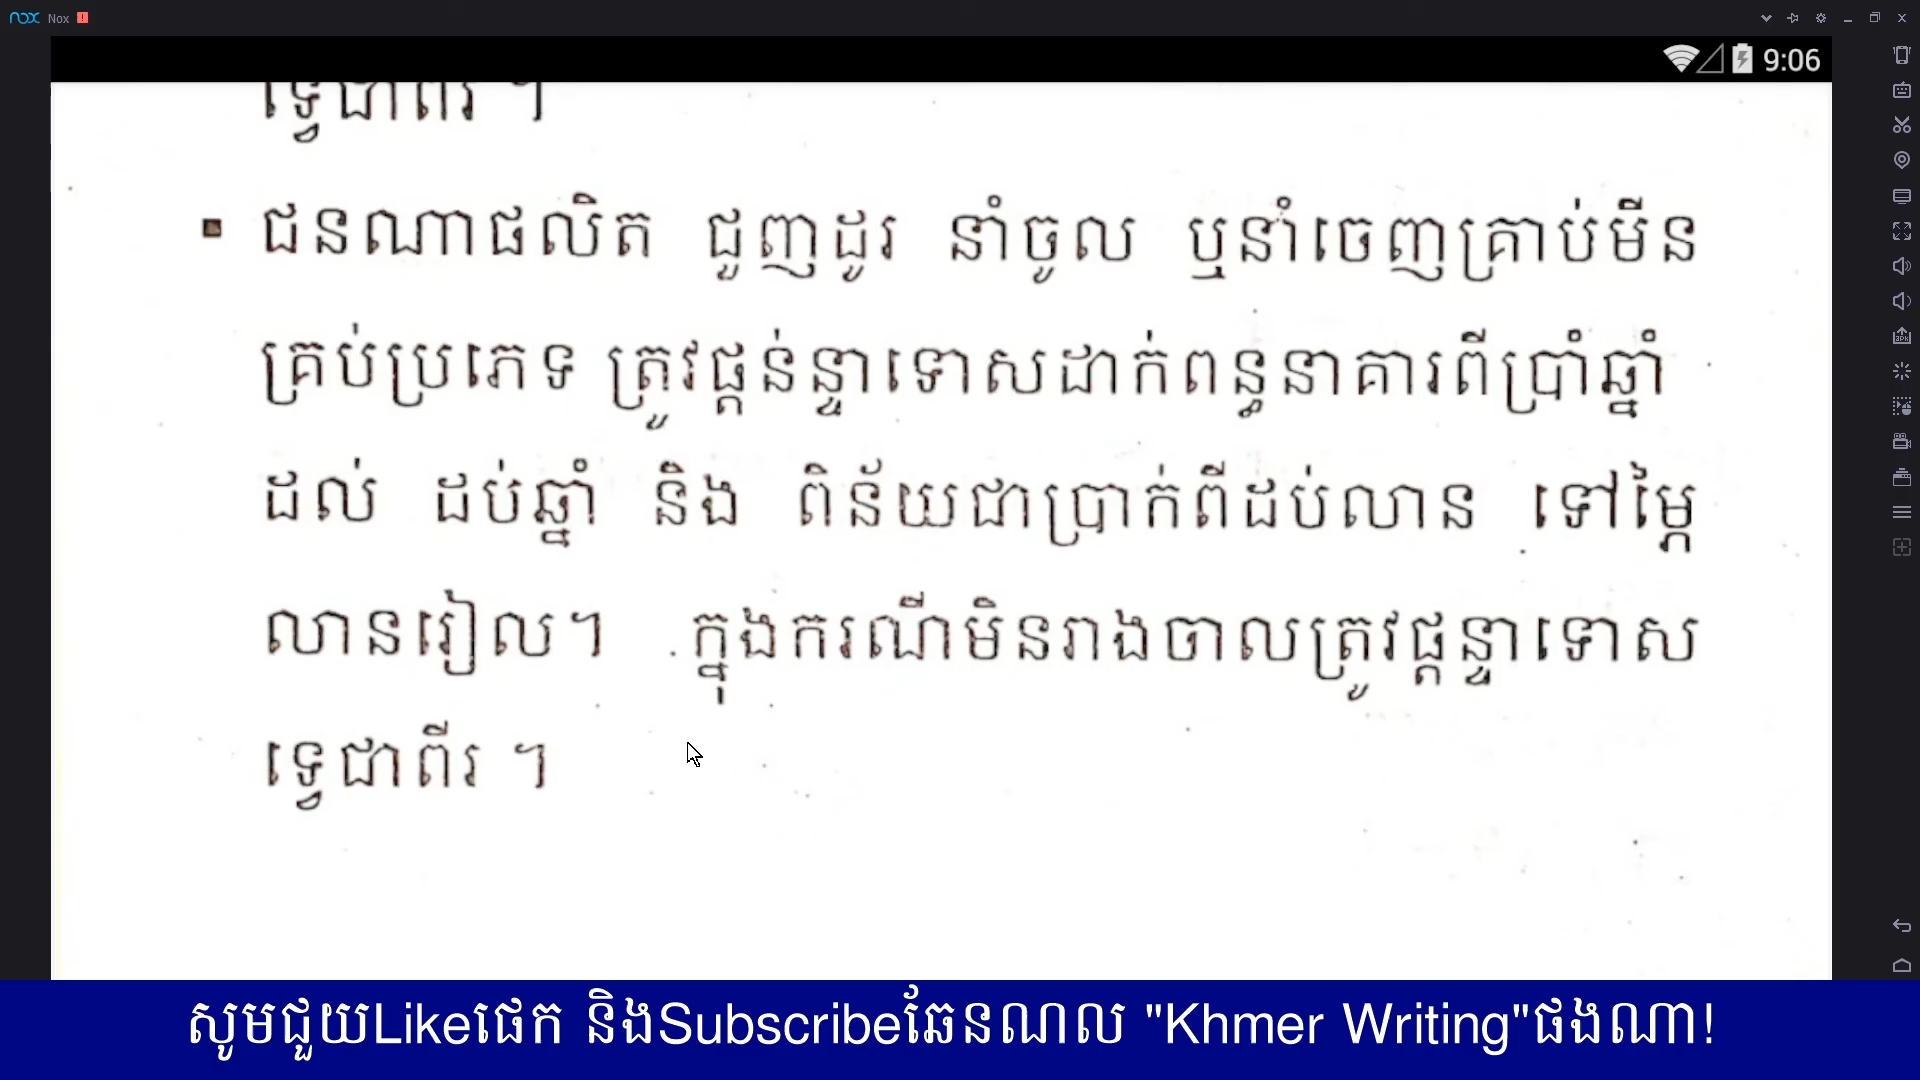 Nox
9:06
ទ្វេជាពីរ ។
ជនណាផលិត ជួញដូរ នាំចូល ឬនាំចេញគ្រាប់មីន
គ្រប់ប្រភេទ ត្រូវផ្តន់ន្ទាទោសដាក់ពន្ធនាគារពីប្រាំឆ្នាំ
ដល់ ដប់ឆ្នាំ និង ពិន័យជាប្រាក់ពីដប់លាន ទៅម្ភៃ
លានរៀល។ ក្នុងករណីមិនរាងចាលត្រូវផ្តន្ទាទោស
ទ្វេជាពីរ ។
សូមជួយLikeផេក និងSubscribeឆែនណល "Khmer Writing"ផងណា!